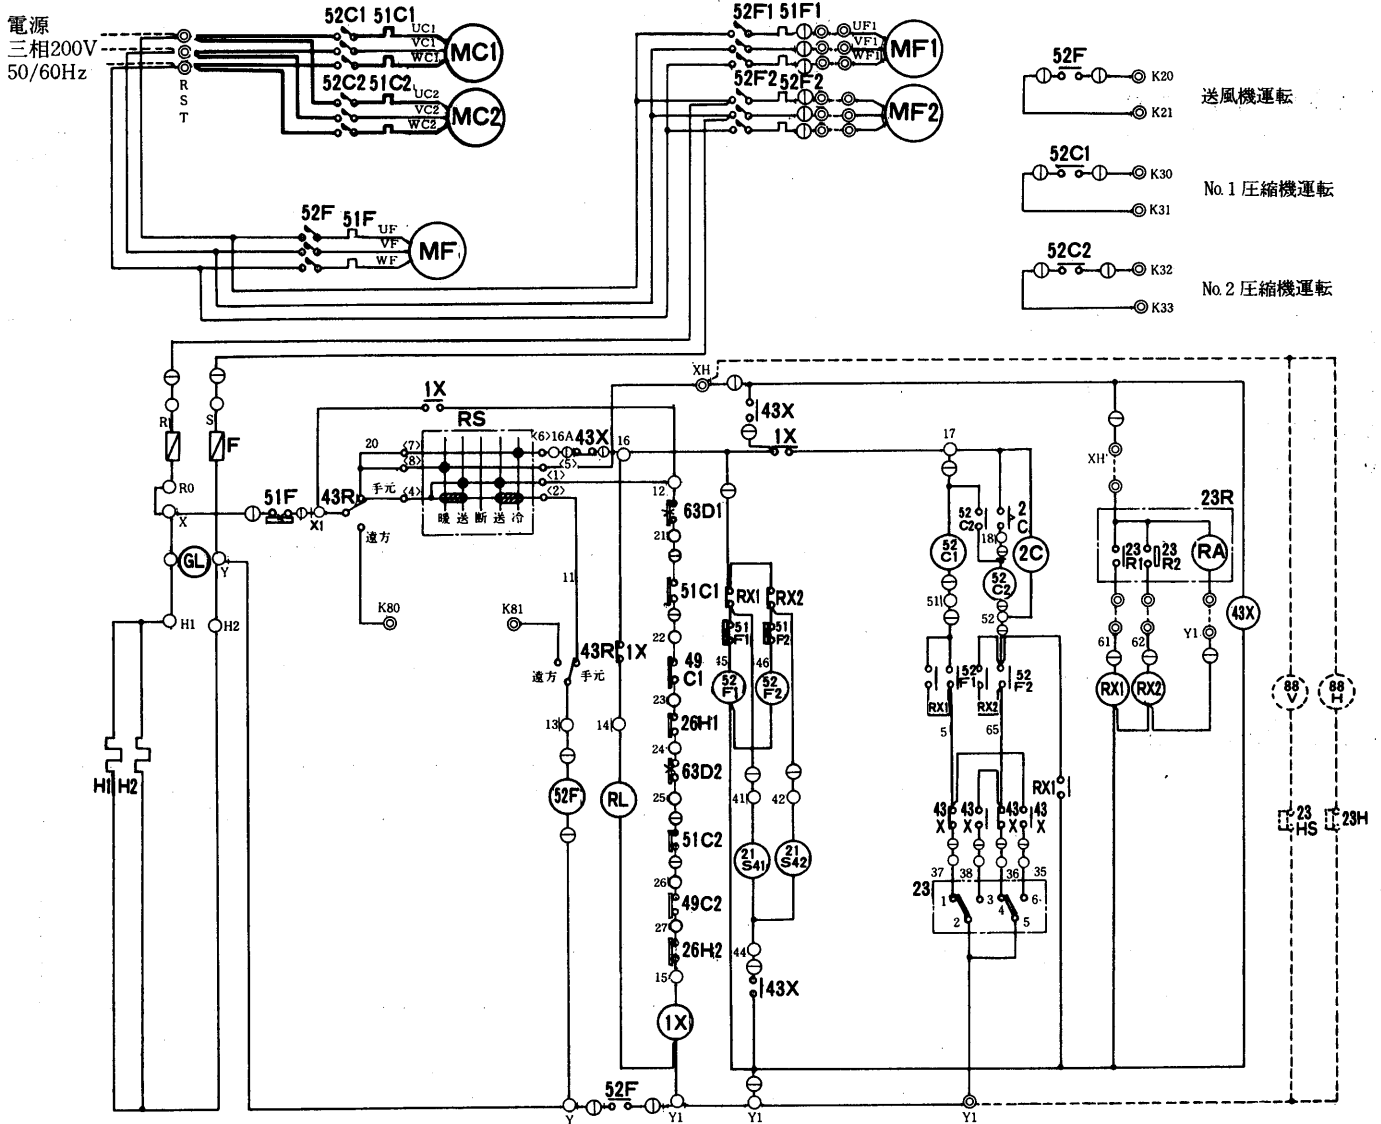 電源
三相200V
50/60Hz
R
S
T
52C1 51C1
UC1
VC1
WC1
MC1
52C2 51C2
UC2
VC2
WC2
MC2
52F 51F
UF
VF
WF
MF
52F1 51F1
UF1
VF1
WF1
MF1
52F2 52F2
MF2
52F
K20
K21
送風機運転
52C1
K30
K31
No.1 圧縮機運転
52C2
K32
K33
No.2 圧縮機運転
R
S
F
R0
X
GL
Y
H1
H2
H1 H2
51F
X1
1X
RS
20
43R
手元
遠方
<7>
<8>
<4>
暖 送 断 送 冷
<6>
16A
43X
<5>
<1>
<2>
16
12
11
K80
K81
43R
遠方
手元
1X
13
14
52F
RL
63D1
21
51C1
22
49
C1
23
26H1
24
63D2
25
51C2
26
49C2
27
26H2
15
1X
52F
Y
Y1
XH
43X
1X
RX1
RX2
51
F1
51
F2
45
46
52
F1
52
F2
41
42
21
S41
21
S42
44
43X
Y1
17
52
C2
2
C
18
52
C1
52
C2
2C
51
52
RX1
52
F1
RX2
52
F2
5
65
43
X
43
X
43
X
43
X
RX1
37
38
36
35
23
1
2
3
4
5
6
Y1
XH
23R
23
R1
23
R2
RA
61
62
Y1
RX1
RX2
43X
88
V
88
H
23
HS
23H